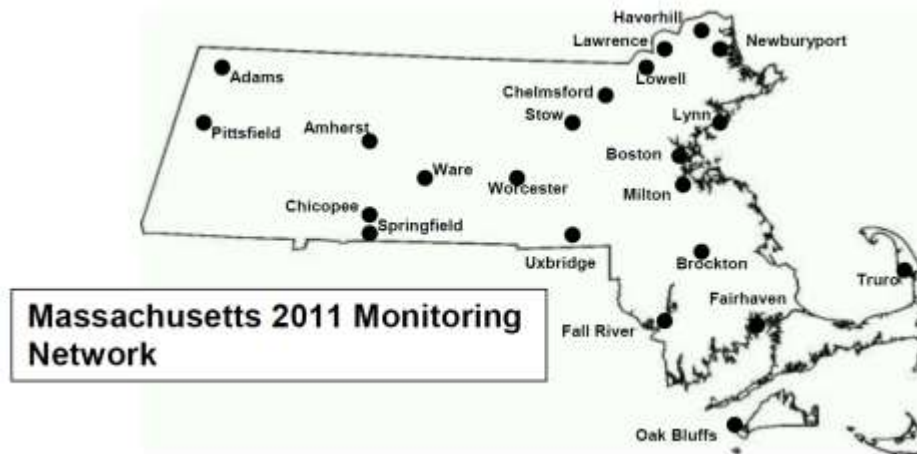 Haverhill
Lawrence
Newburyport
Adams
Lowell
Chelmsford
Stow
Lynn
Pittsfield
Amherst
Boston
Ware
Worcester
Milton
Chicopee
Springfield
Uxbridge
Brockton
Truro
Fairhaven
Fall River
Massachusetts 2011 Monitoring
Network
Oak Bluffs